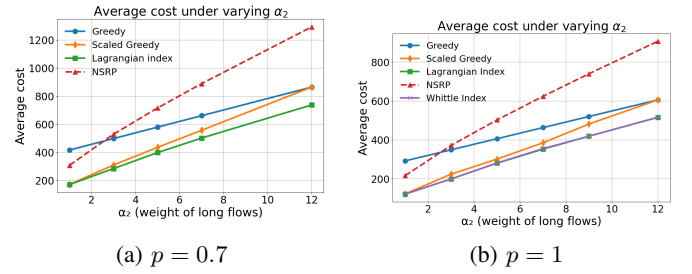 Average cost under varying α₂
Average cost
1200
1000
800
600
400
200
Greedy
Scaled Greedy
Lagrangian index
NSRP
2 4 6 8 10 12
α₂ (weight of long flows)
(a) p = 0.7
Average cost under varying α₂
Average cost
800
600
400
200
Greedy
Scaled Greedy
Lagrangian Index
NSRP
Whittle Index
2 4 6 8 10 12
α₂ (weight of long flows)
(b) p = 1